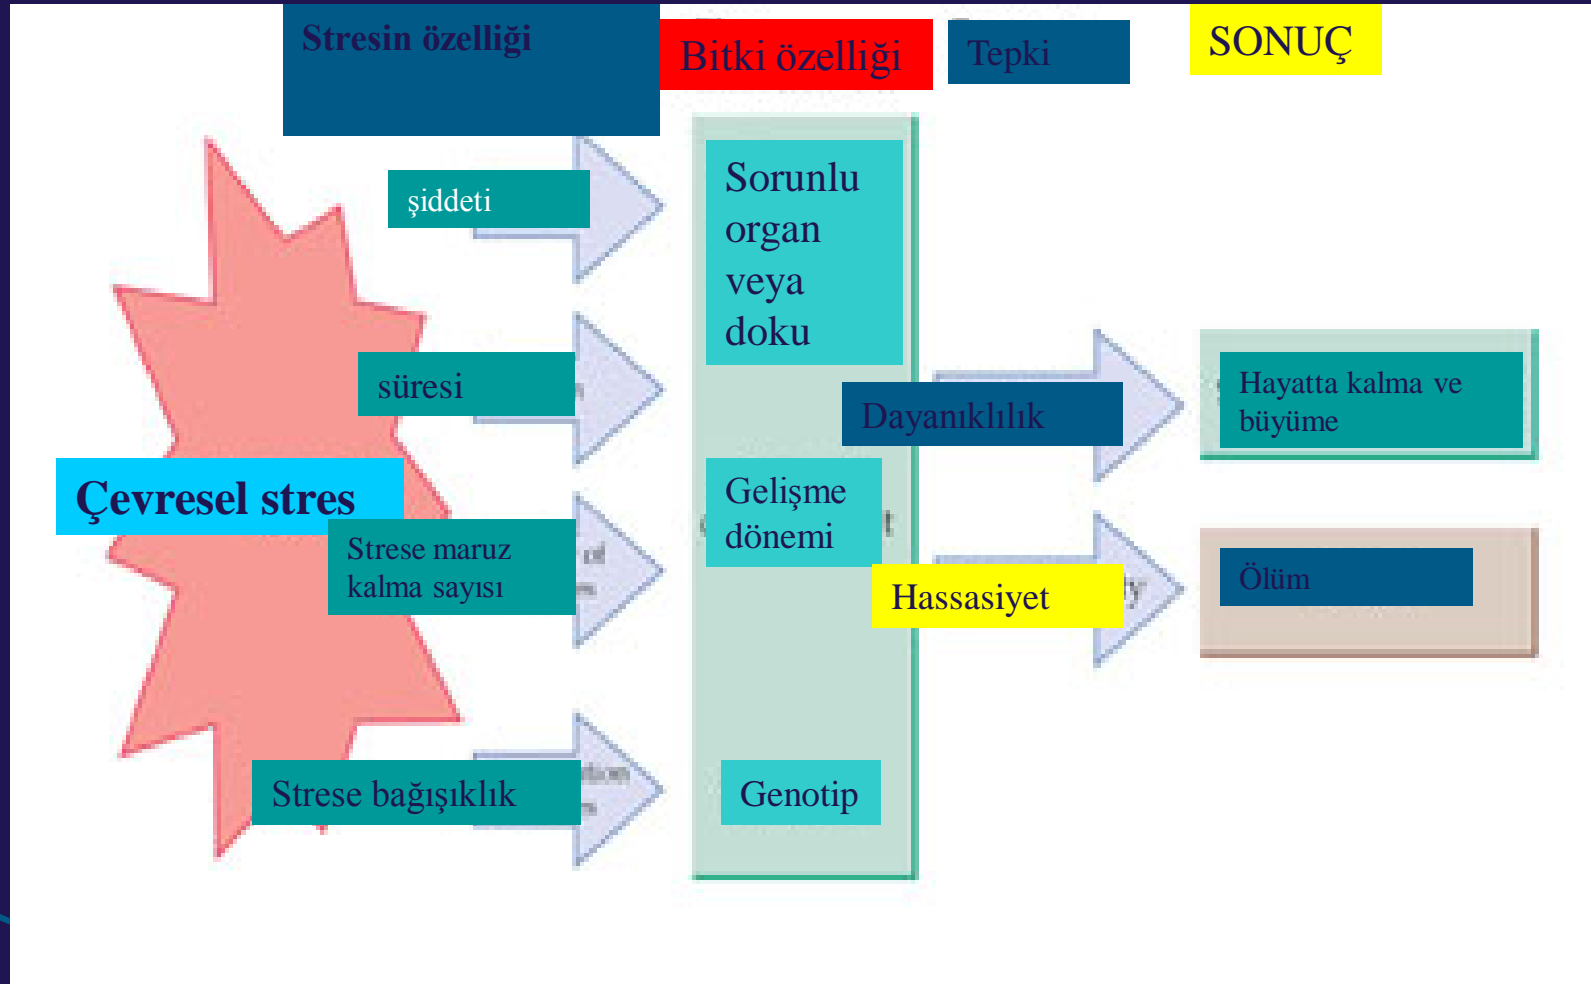 Stresin özelliği
Bitki özelliği
Tepki
SONUÇ
şiddeti
süresi
Çevresel stres
Strese maruz
kalma sayısı
Strese bağışıklık
Sorunlu
organ
veya
doku
Gelişme
dönemi
Genotip
Dayanıklılık
Hassasiyet
Hayatta kalma ve
büyüme
Ölüm
of